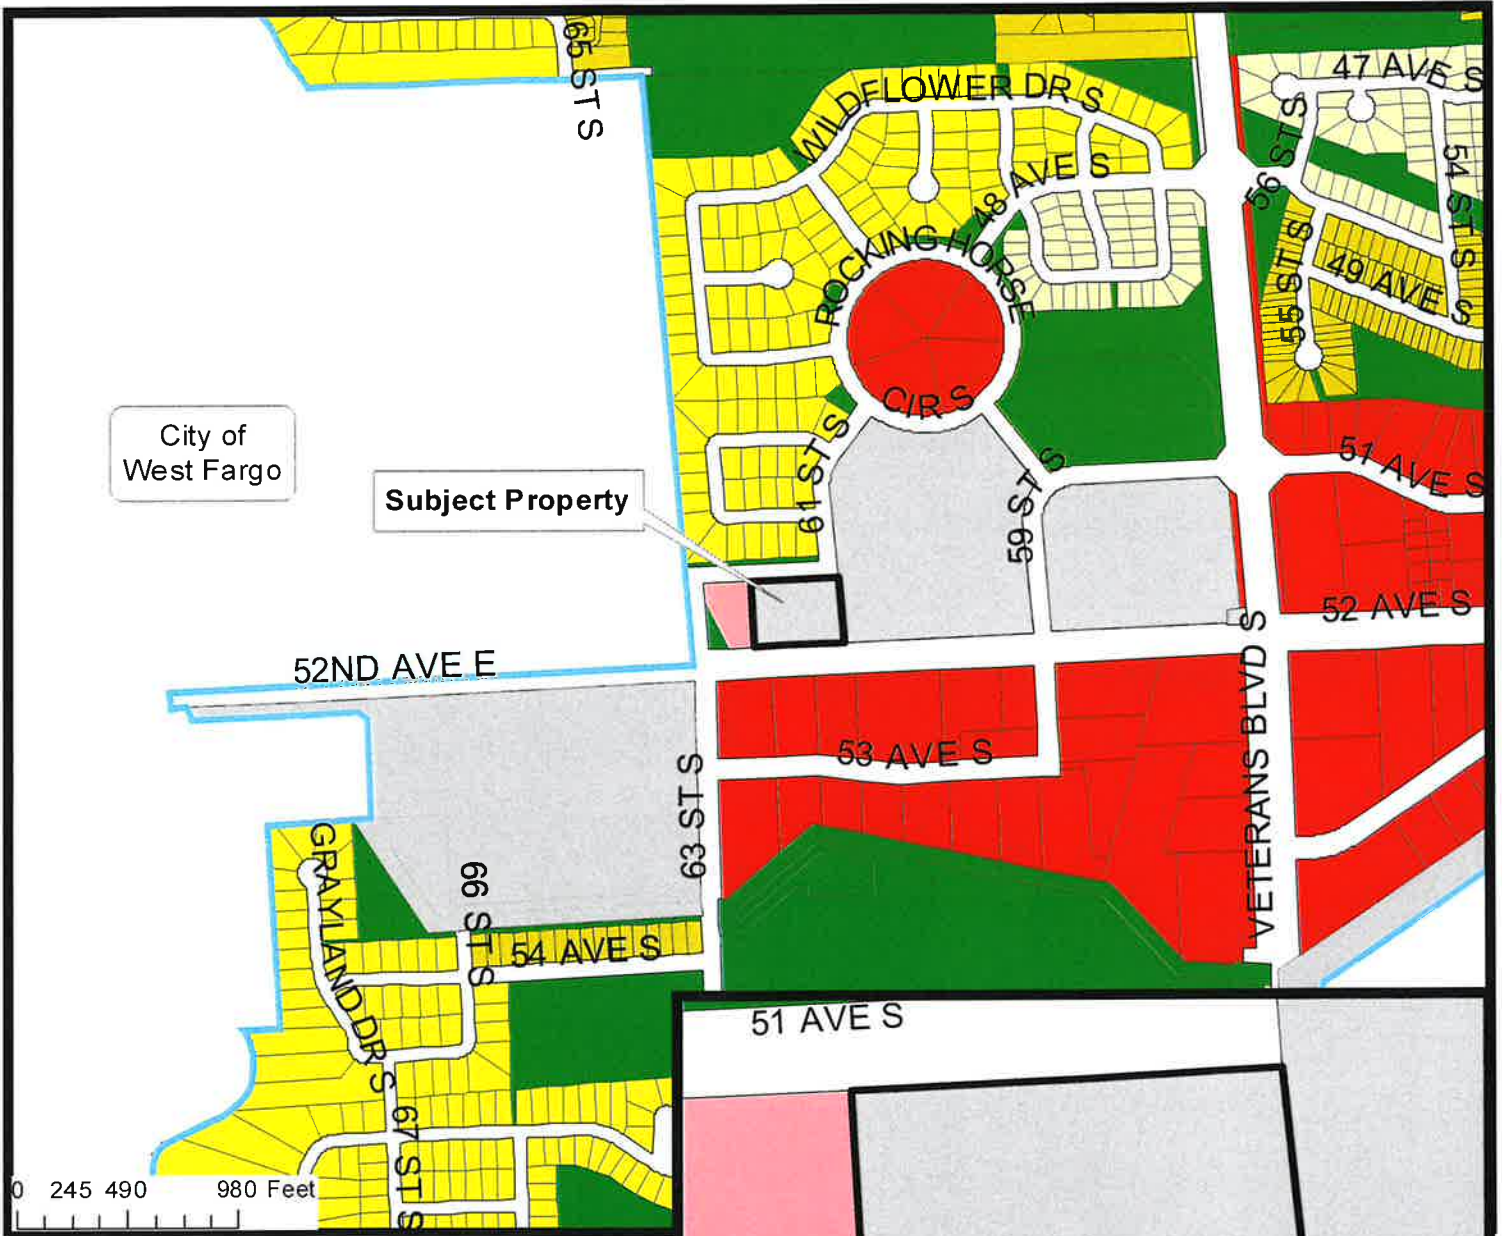 65 ST S
WILDFLOWER DR S
47 AVE S
56 ST S
54 ST S
48 AVE S
ROCKING HORSE
CIR S
55 ST S
49 AVE S
City of
West Fargo
Subject Property
61 ST S
59 ST S
51 AVE S
52 AVE S
52ND AVE E
53 AVE S
63 ST S
VETERANS BLVD S
GRAYLAND DR S
66 ST S
54 AVE S
67 ST S
51 AVE S
0 245 490 980 Feet